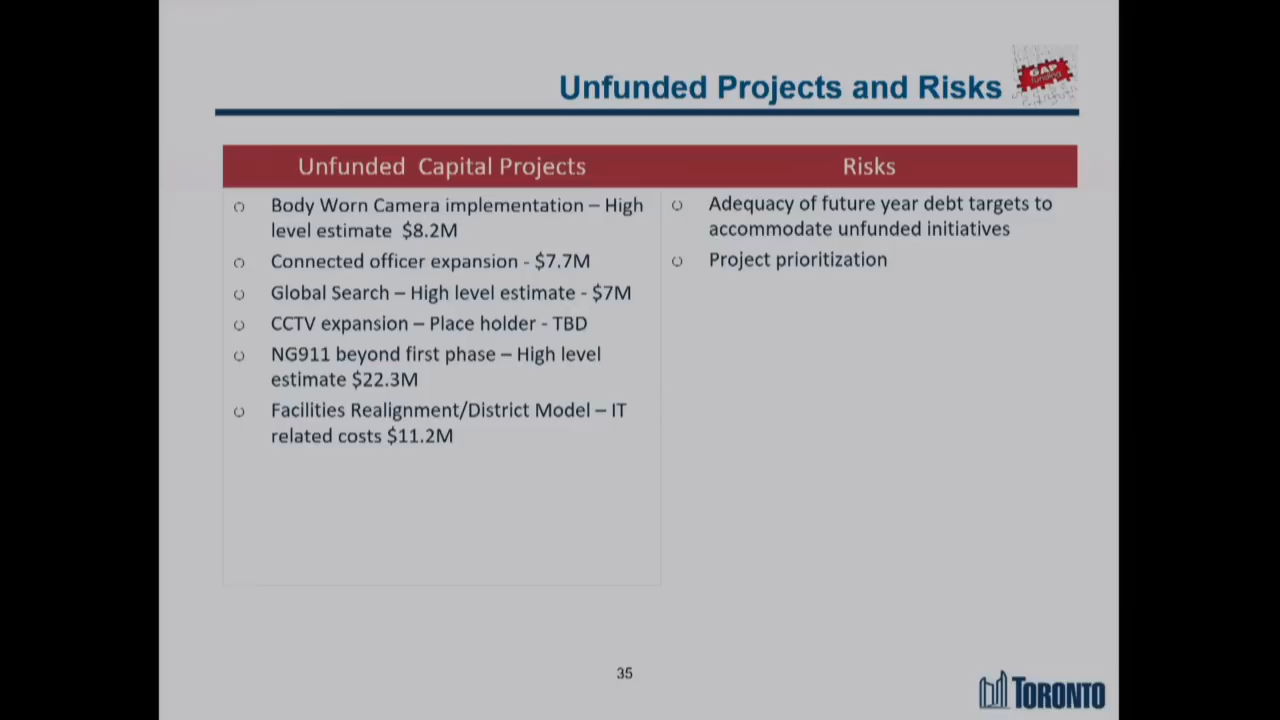 Unfunded Projects and Risks
GAP
funding
Unfunded Capital Projects
Risks
Body Worn Camera implementation – High
level estimate $8.2M
Connected officer expansion - $7.7M
Global Search – High level estimate - $7M
CCTV expansion – Place holder - TBD
NG911 beyond first phase – High level
estimate $22.3M
Facilities Realignment/District Model – IT
related costs $11.2M
Adequacy of future year debt targets to
accommodate unfunded initiatives
Project prioritization
35
TORONTO